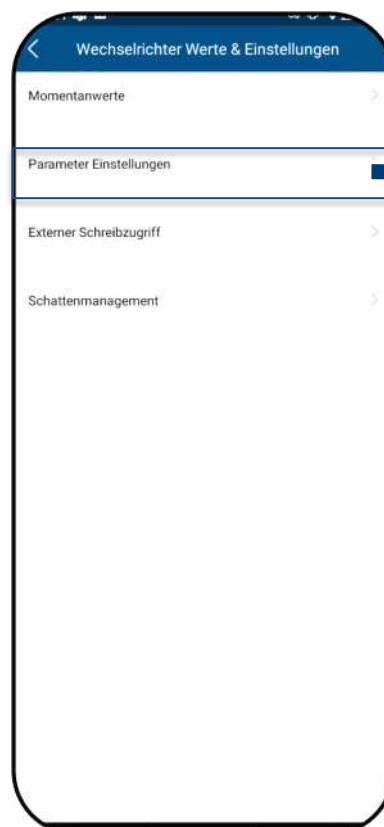 Wechselrichter Werte & Einstellungen
Momentanwerte
Parameter Einstellungen
Externer Schreibzugriff
Schattenmanagement